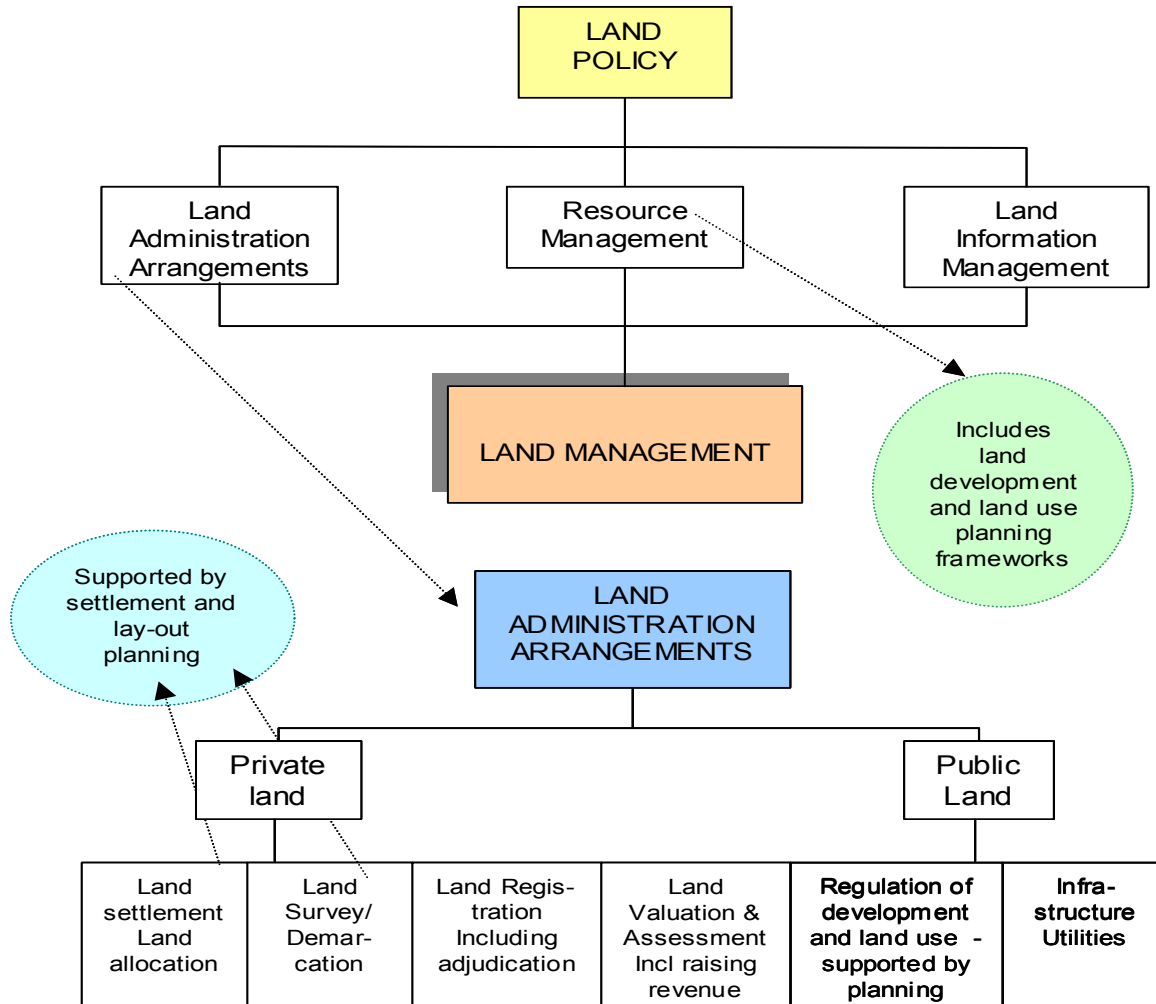 LAND
POLICY
Land
Administration
Arrangements
Resource
Management
Land
Information
Management
LAND MANAGEMENT
Includes
land
development
and land use
planning
frameworks
Supported by
settlement and
lay-out
planning
LAND
ADMINISTRATION
ARRANGEMENTS
Private
land
Public
Land
Land
settlement
Land
allocation
Land
Survey/
Demar-
cation
Land Regis-
tration
Including
adjudication
Land
Valuation &
Assessment
Incl raising
revenue
Regulation of
development
and land use -
supported by
planning
Infra-
structure
Utilities